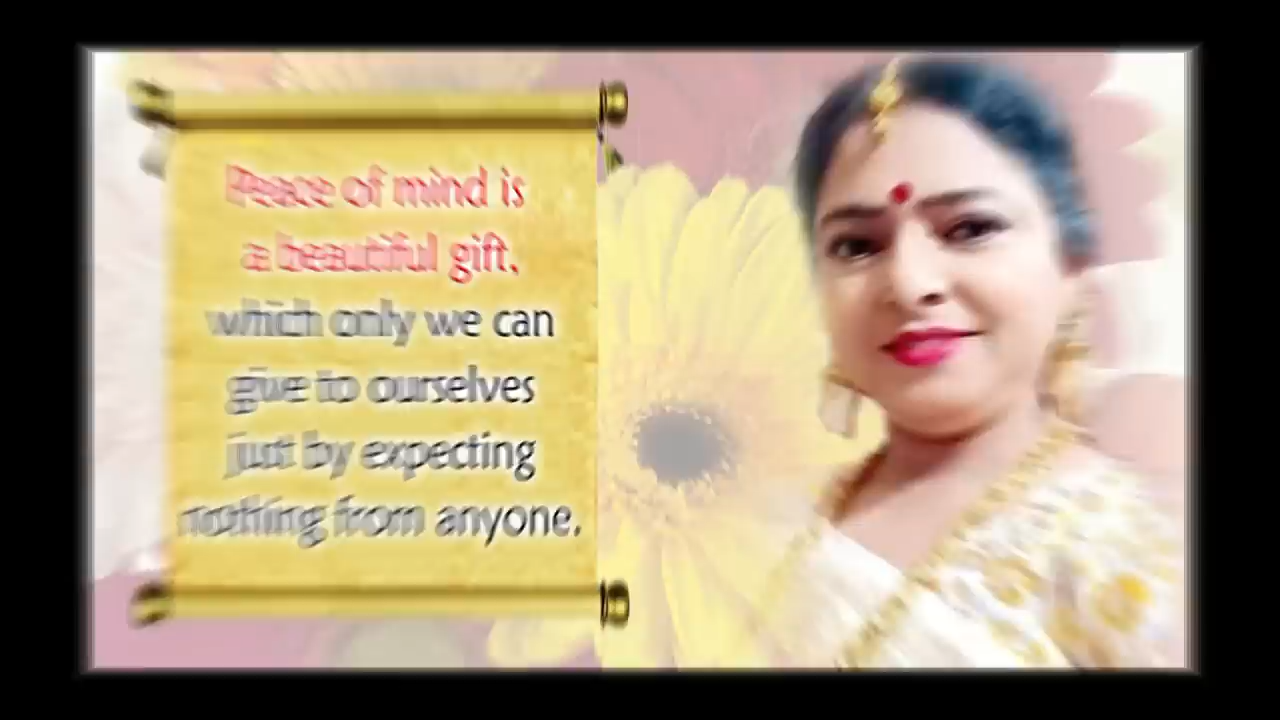 Peace of mind is
a beautiful gift,
which only we can
give to ourselves
just by expecting
nothing from anyone.